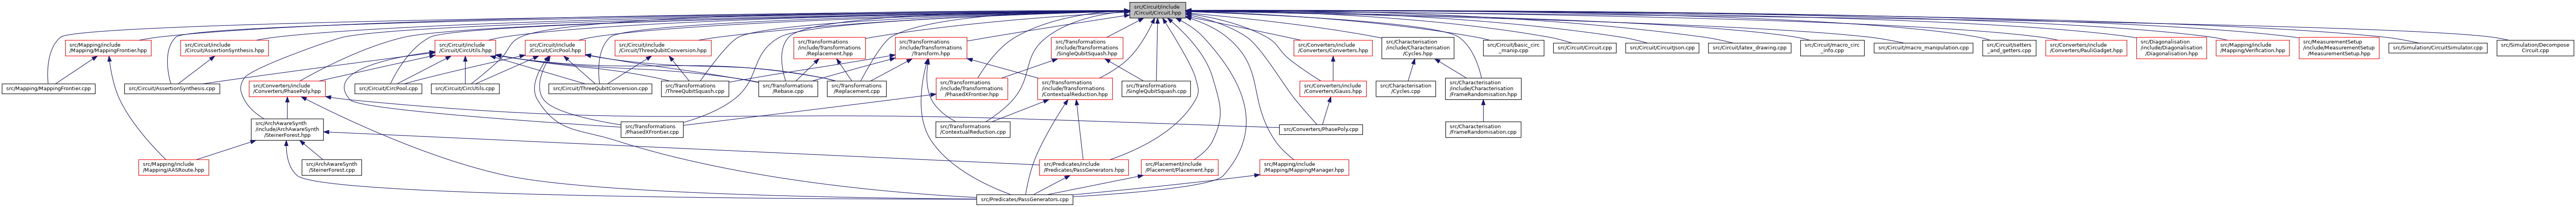 src/Circuit/include
/Circuit/Circuit.hpp
src/Mapping/include
/Mapping/MappingFrontier.hpp
src/Circuit/include
/Circuit/AssertionSynthesis.hpp
src/Circuit/include
/Circuit/CircUtils.hpp
src/Circuit/include
/Circuit/CircPool.hpp
src/Circuit/include
/Circuit/ThreeQubitConversion.hpp
src/Transformations
/include/Transformations
/Replacement.hpp
src/Transformations
/include/Transformations
/Transform.hpp
src/Transformations
/include/Transformations
/SingleQubitSquash.hpp
src/Converters/include
/Converters/Converters.hpp
src/Characterisation
/include/Characterisation
/Cycles.hpp
src/Circuit/basic_circ
_manip.cpp
src/Circuit/Circuit.cpp
src/Circuit/CircuitJson.cpp
src/Circuit/latex_drawing.cpp
src/Circuit/macro_circ
_info.cpp
src/Circuit/macro_manipulation.cpp
src/Circuit/setters
_and_getters.cpp
src/Converters/include
/Converters/PauliGadget.hpp
src/Diagonalisation
/include/Diagonalisation
/Diagonalisation.hpp
src/Mapping/include
/Mapping/Verification.hpp
src/MeasurementSetup
/include/MeasurementSetup
/MeasurementSetup.hpp
src/Simulation/CircuitSimulator.cpp
src/Simulation/Decompose
Circuit.cpp
src/Mapping/MappingFrontier.cpp
src/Circuit/AssertionSynthesis.cpp
src/Converters/include
/Converters/PhasePoly.hpp
src/Circuit/CircPool.cpp
src/Circuit/CircUtils.cpp
src/Circuit/ThreeQubitConversion.cpp
src/Transformations
/ThreeQubitSquash.cpp
src/Transformations
/Rebase.cpp
src/Transformations
/Replacement.cpp
src/Transformations
/include/Transformations
/PhasedXFrontier.hpp
src/Transformations
/include/Transformations
/ContextualReduction.hpp
src/Transformations
/SingleQubitSquash.cpp
src/Converters/include
/Converters/Gauss.hpp
src/Characterisation
/Cycles.cpp
src/Characterisation
/include/Characterisation
/FrameRandomisation.hpp
src/ArchAwareSynth
/include/ArchAwareSynth
/SteinerForest.hpp
src/Transformations
/PhasedXFrontier.cpp
src/Transformations
/ContextualReduction.cpp
src/Converters/PhasePoly.cpp
src/Characterisation
/FrameRandomisation.cpp
src/Mapping/include
/Mapping/AASRoute.hpp
src/ArchAwareSynth
/SteinerForest.cpp
src/Predicates/include
/Predicates/PassGenerators.hpp
src/Placement/include
/Placement/Placement.hpp
src/Mapping/include
/Mapping/MappingManager.hpp
src/Predicates/PassGenerators.cpp